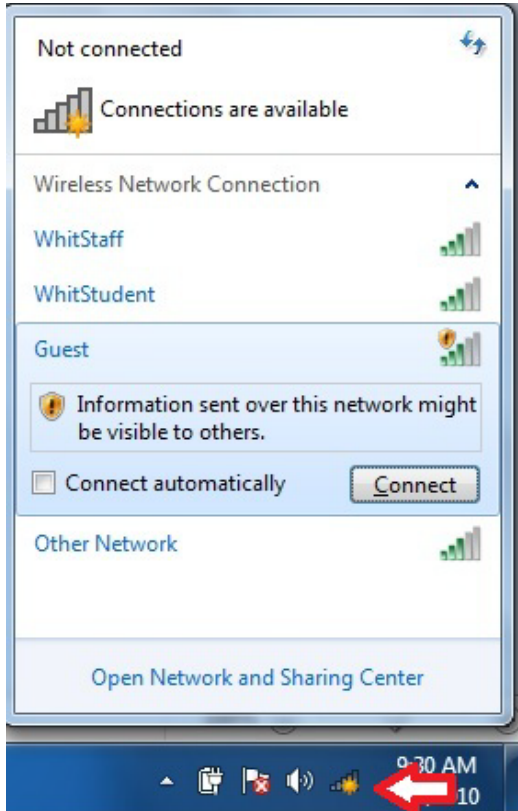 Not connected
Connections are available
Wireless Network Connection
WhitStaff
WhitStudent
Guest
Information sent over this network might
be visible to others.
Connect automatically
Connect
Other Network
Open Network and Sharing Center
9:30 AM
10